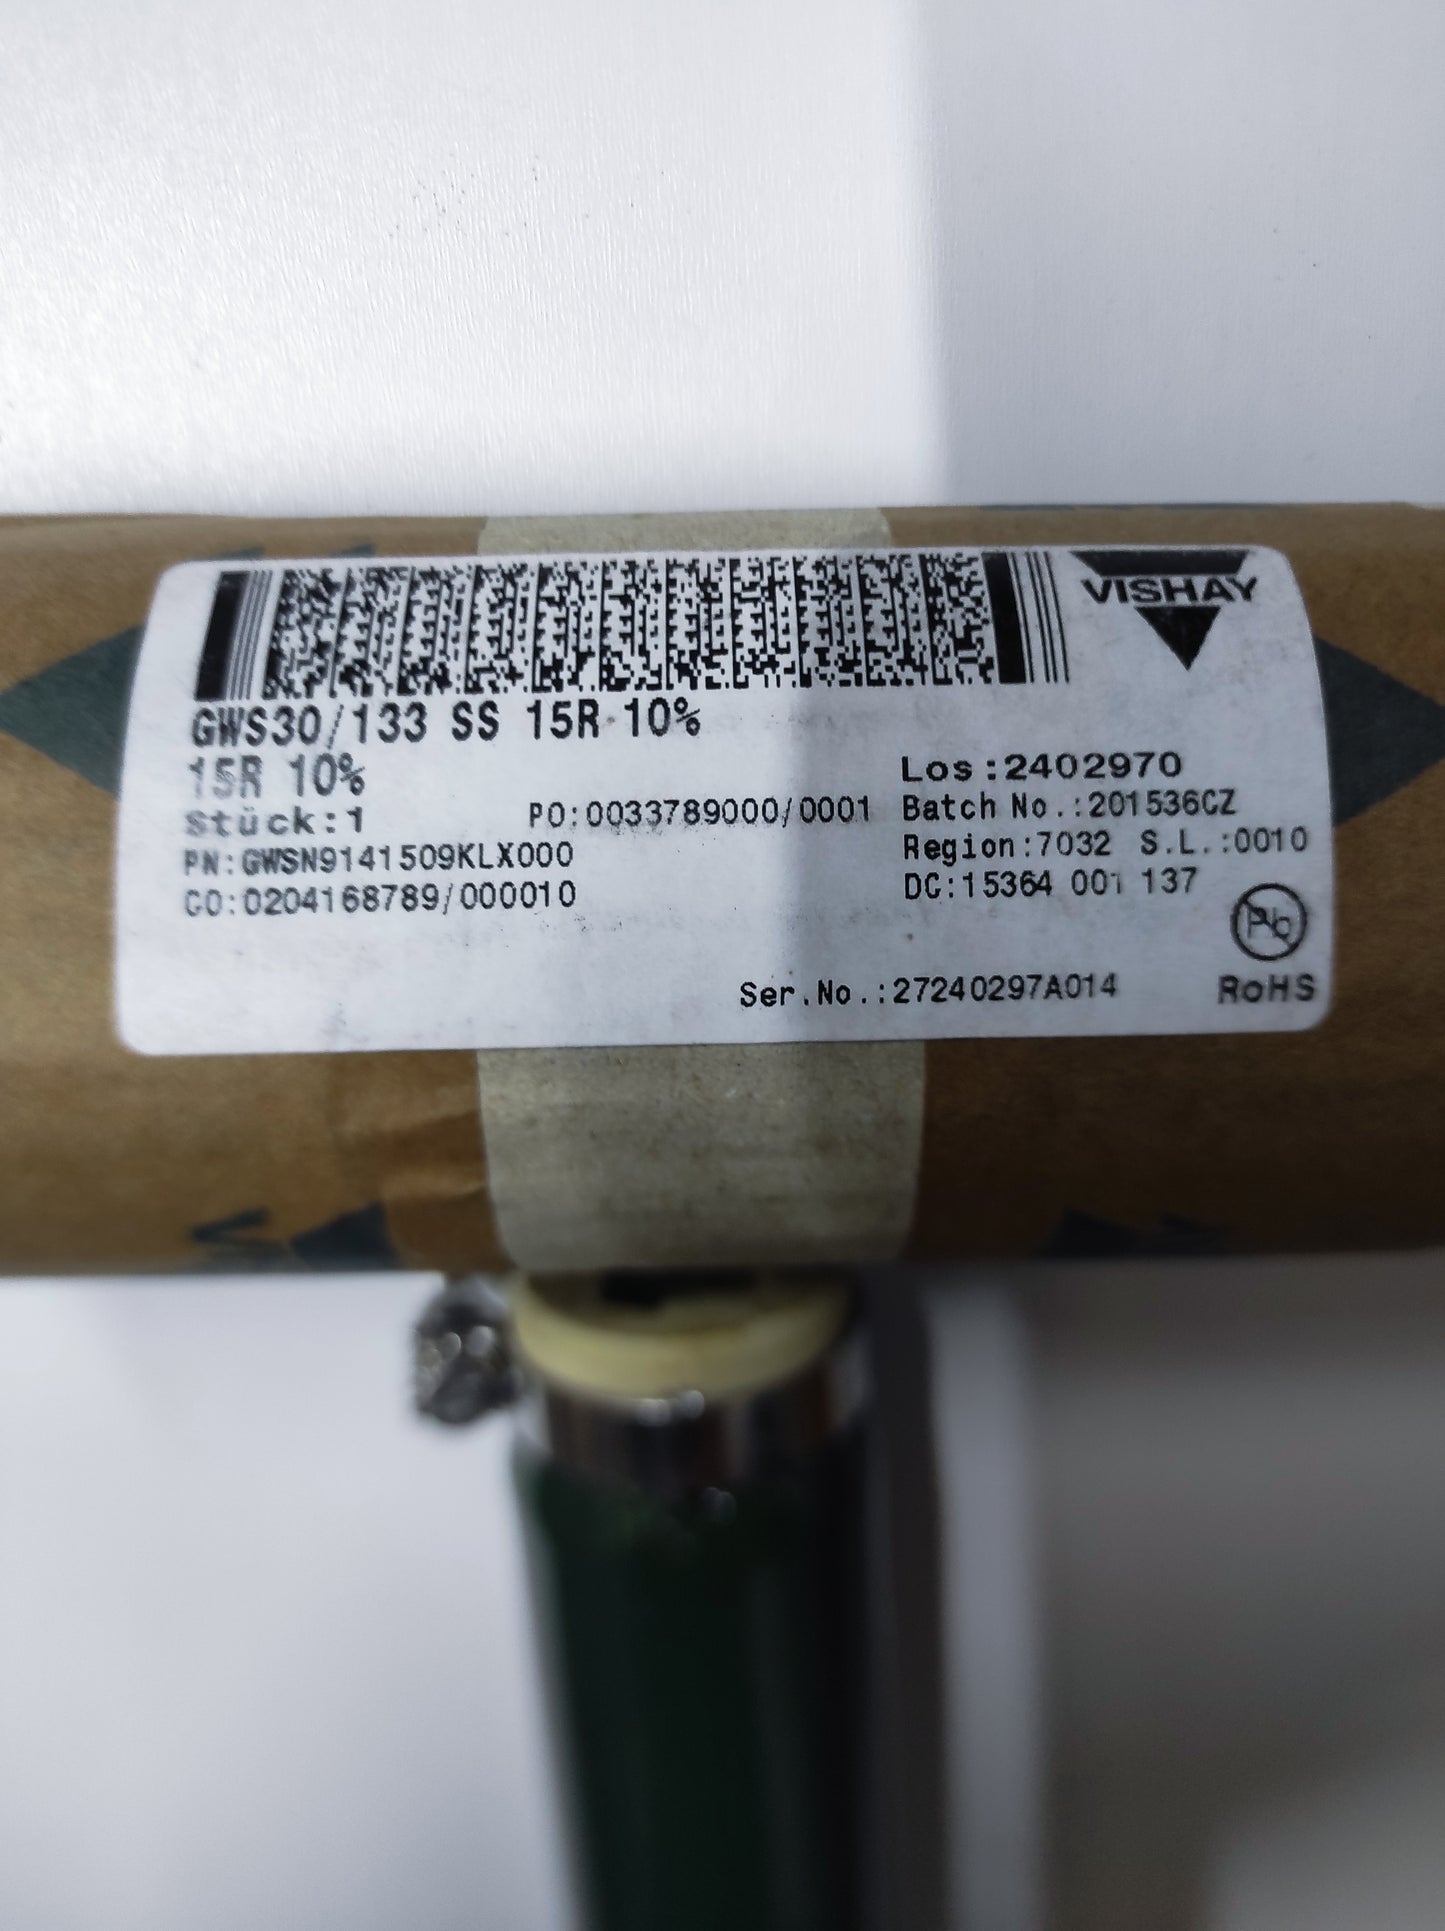 VISHAY
GWS30/133 SS 15R 10%
15R 10%
Los:2402970
Stück:1
PO:0033789000/0001
Batch No.:201536CZ
PN:GWSN9141509KLX000
Region:7032 S.L.:0010
CO:0204168789/000010
DC:15364 001 137
Pb
Ser.No.:27240297A014
RoHS